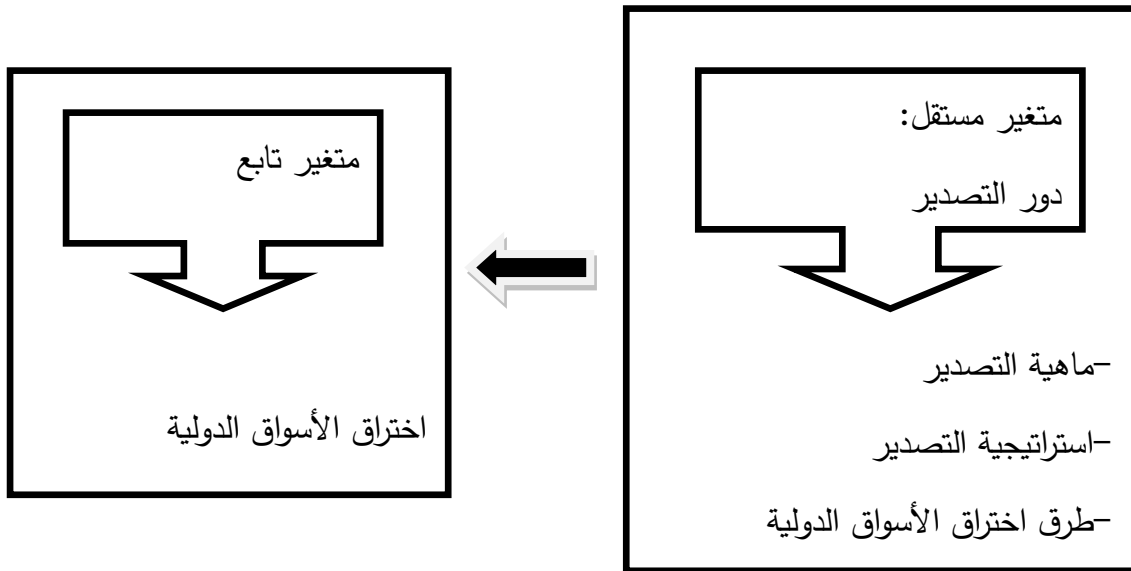 متغير مستقل:
دور التصدير
-ماهية التصدير
-استراتيجية التصدير
-طرق اختراق الأسواق الدولية
متغير تابع
اختراق الأسواق الدولية